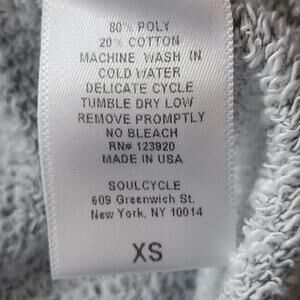 80% POLY
20% COTTON
MACHINE WASH IN
COLD WATER
DELICATE CYCLE
TUMBLE DRY LOW
REMOVE PROMPTLY
NO BLEACH
RN# 123920
MADE IN USA
SOULCYCLE
609 Greenwich St.
New York, NY 10014
XS